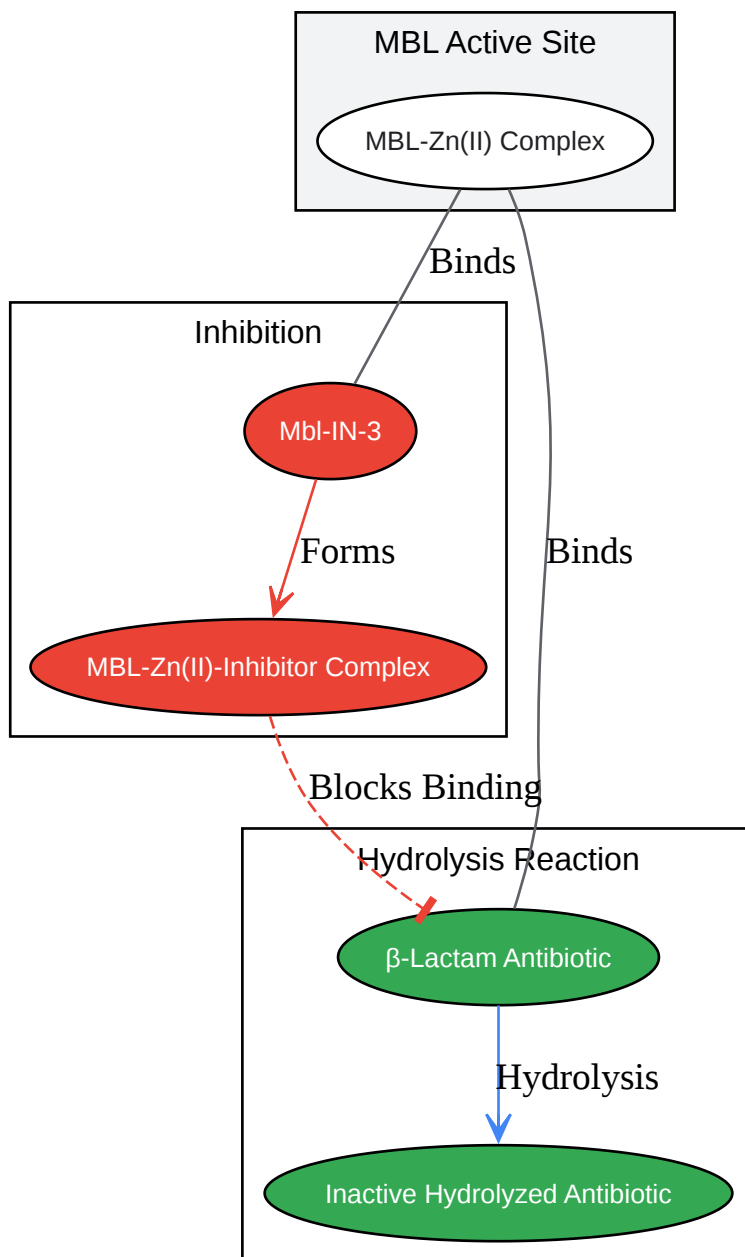 MBL Active Site
MBL-Zn(II) Complex
Binds
Inhibition
Mbl-IN-3
Forms
Binds
MBL-Zn(II)-Inhibitor Complex
Blocks Binding
Hydrolysis Reaction
β-Lactam Antibiotic
Hydrolysis
Inactive Hydrolyzed Antibiotic